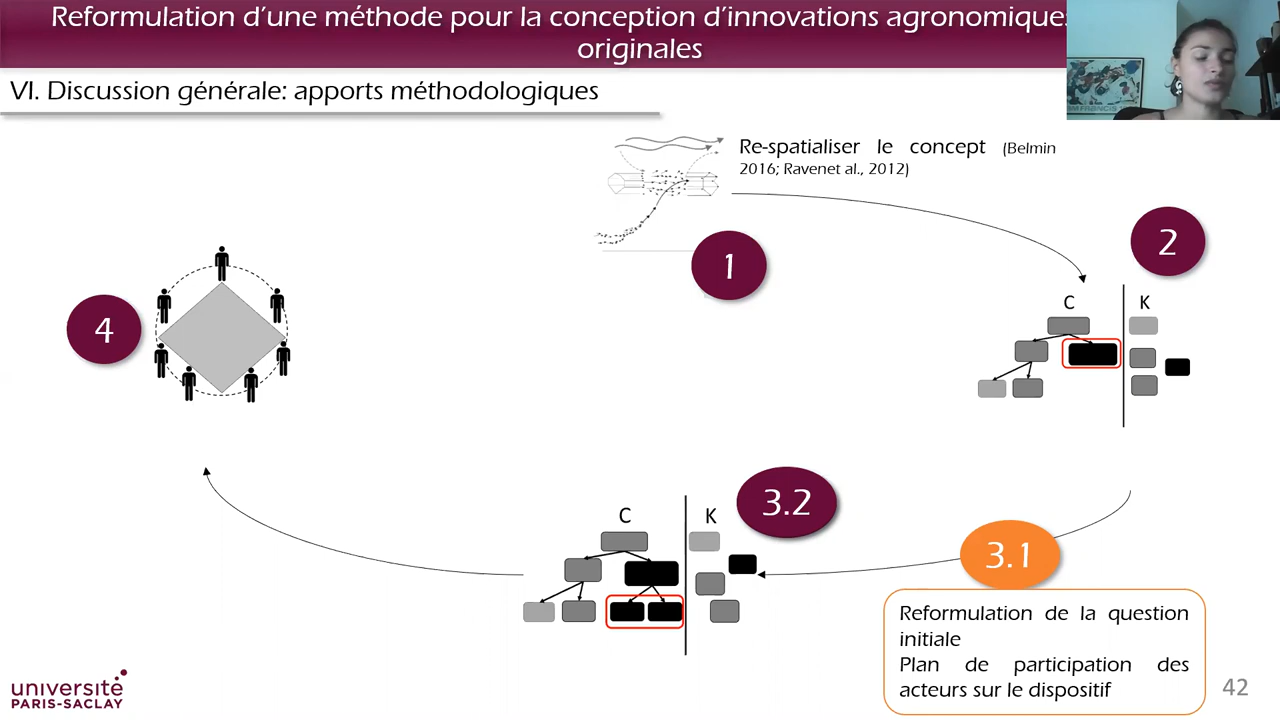 Reformulation d'une méthode pour la conception d'innovations agronomiques
originales
VI. Discussion générale: apports méthodologiques
Re-spatialiser le concept (Belmin
2016; Ravenet al., 2012)
1
2
C K
4
3.2
C K
3.1
Reformulation de la question
initiale
Plan de participation des
acteurs sur le dispositif
université
PARIS-SACLAY
42